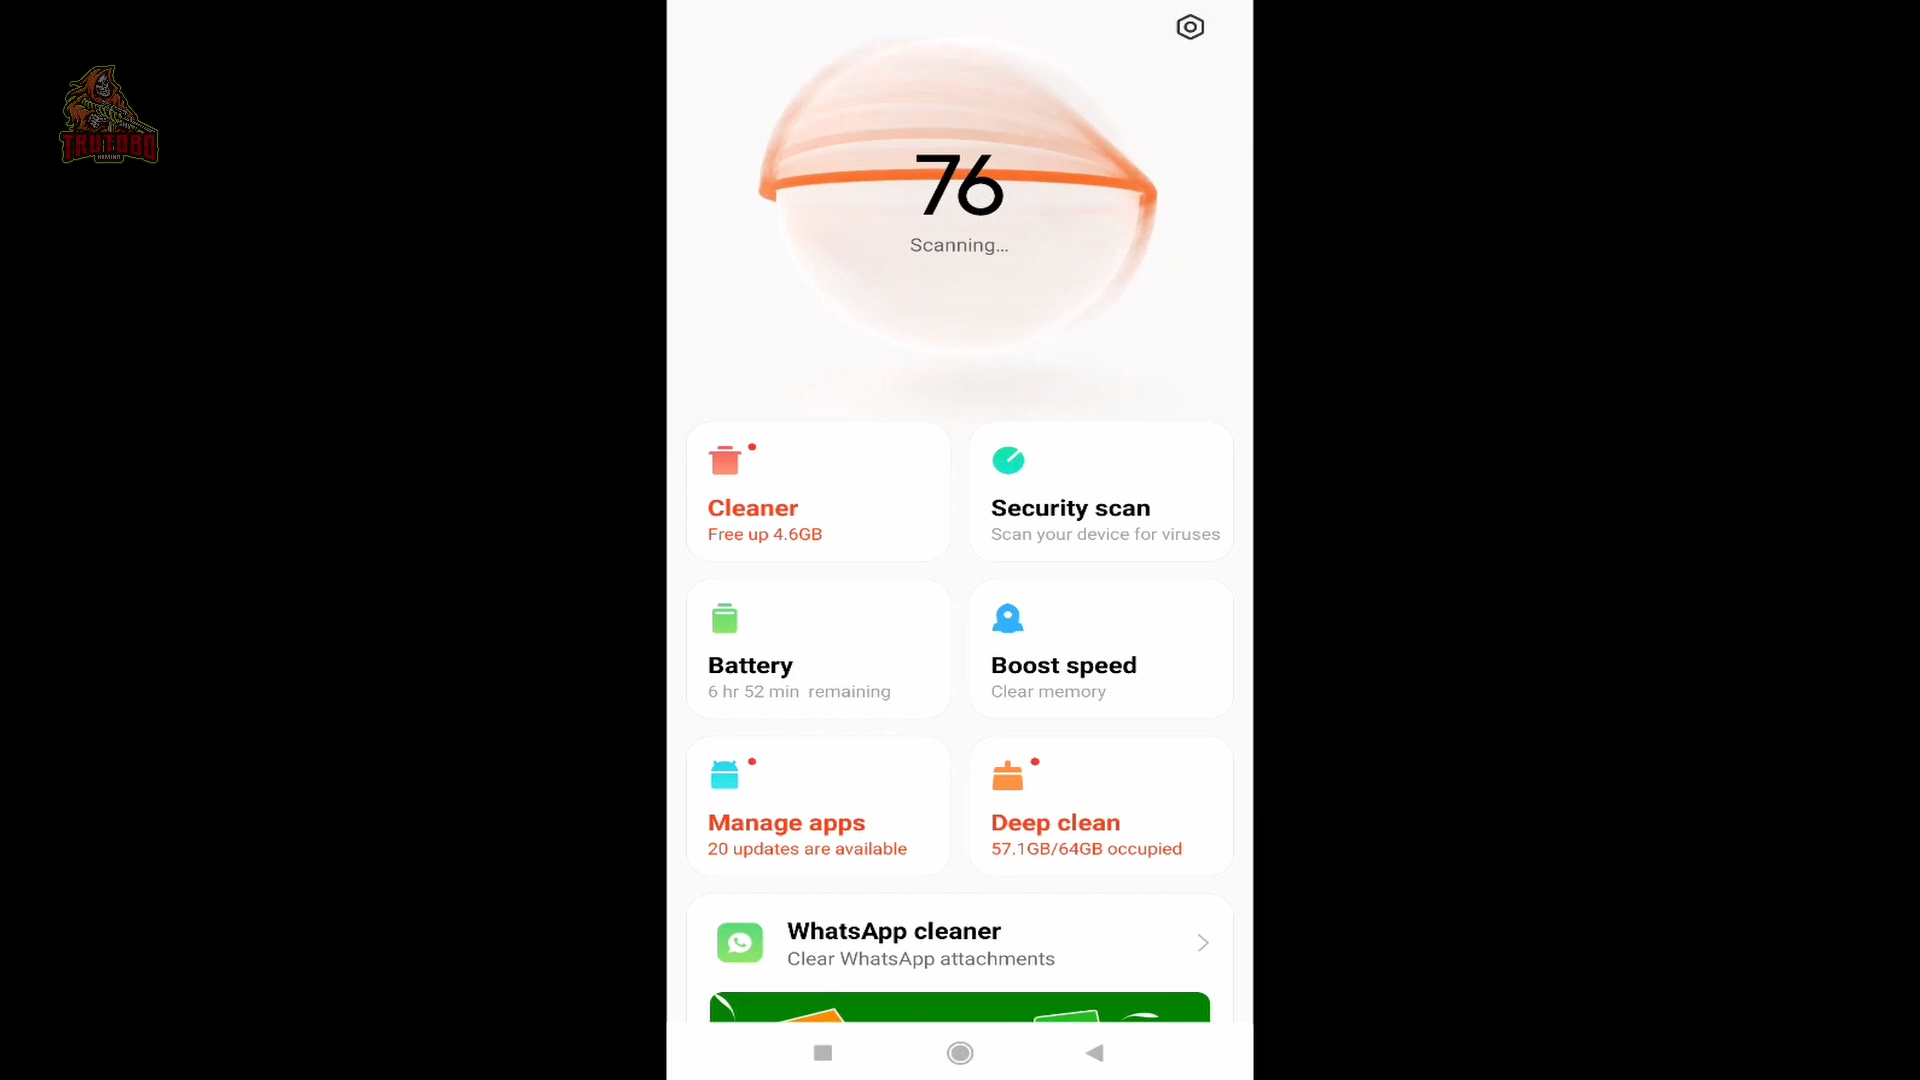 TRUTOBO
76
Scanning...
Cleaner
Free up 4.6GB
Security scan
Scan your device for viruses
Battery
6 hr 52 min remaining
Boost speed
Clear memory
Manage apps
20 updates are available
Deep clean
57.1GB/64GB occupied
WhatsApp cleaner
Clear WhatsApp attachments